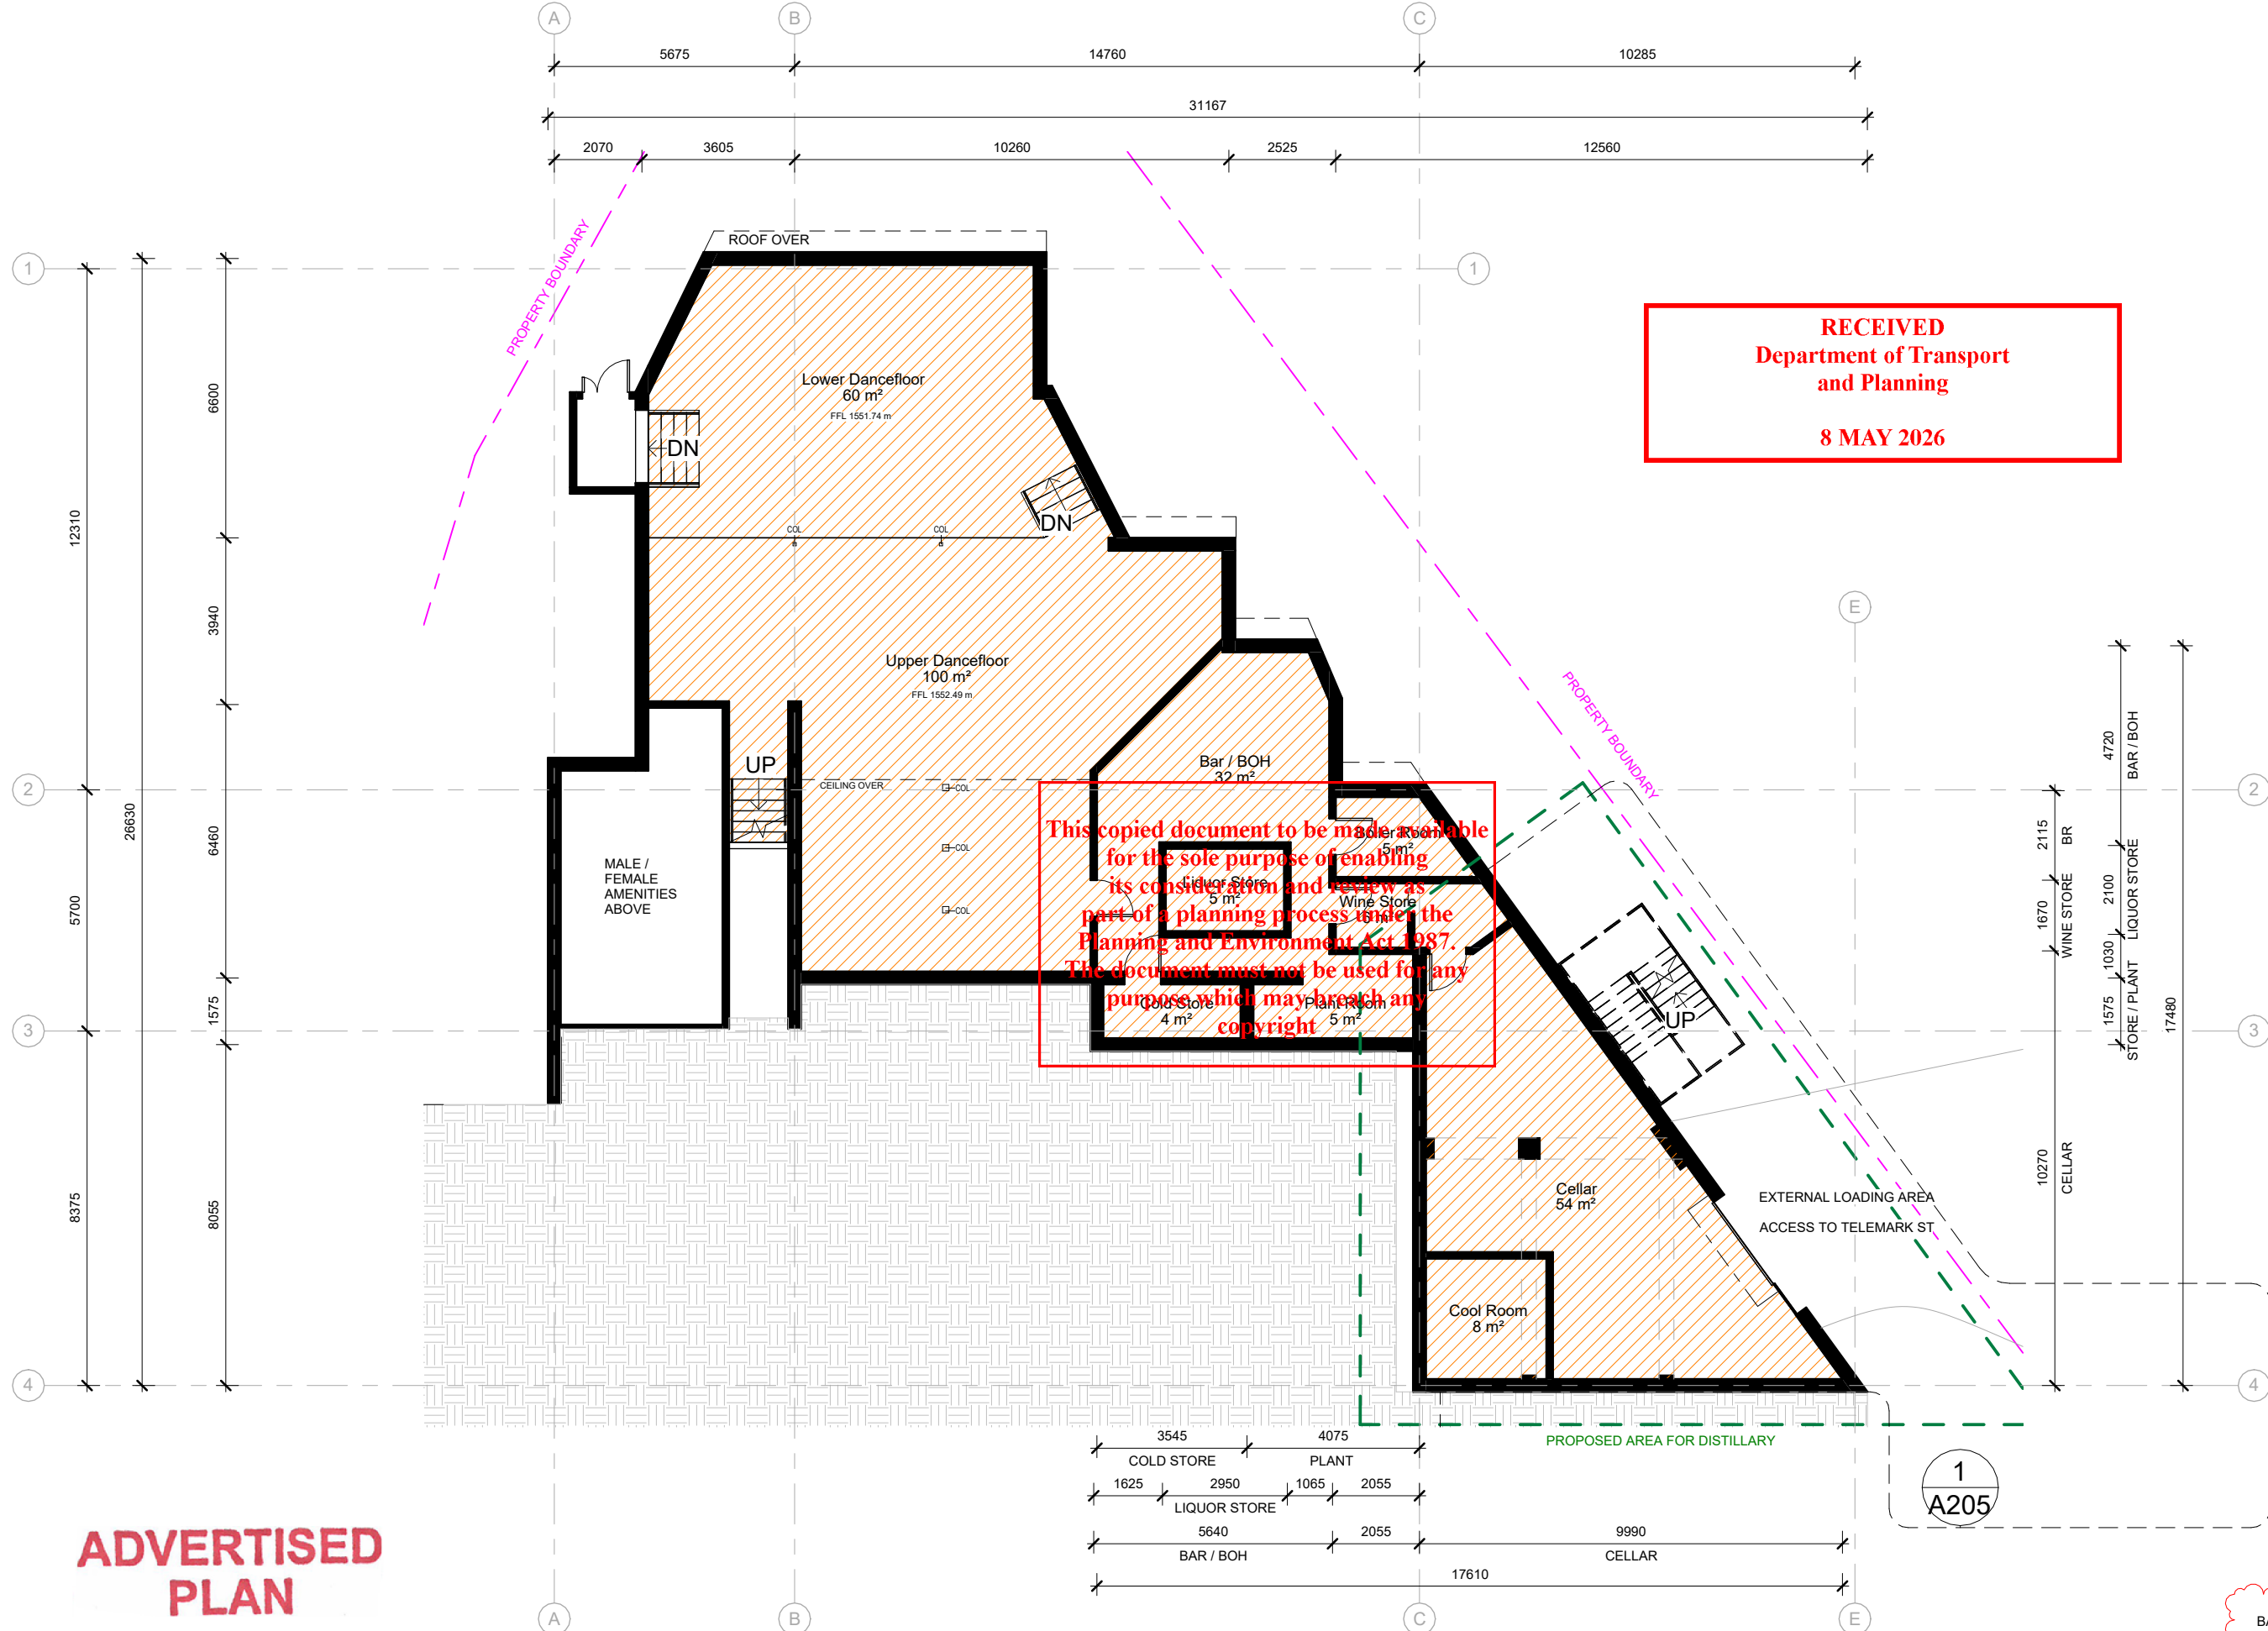 A
B
C
5675
14760
10285
31167
2070
3605
10260
2525
12560
PROPERTY BOUNDARY
ROOF OVER
1
1
RECEIVED
Department of Transport
and Planning
8 MAY 2026
Lower Dancefloor
60 m²
FFL 1551.74 m
DN
DN
COL
COL
6600
12310
3940
26630
E
Upper Dancefloor
100 m²
FFL 1552.49 m
PROPERTY BOUNDARY
UP
CEILING OVER
COL
COL
COL
Bar / BOH
32 m²
2
2
This copied document to be made available
for the sole purpose of enabling
its consideration and review as
part of a planning process under the
Planning and Environment Act 1987.
The document must not be used for any
purpose which may breach any
copyright
Boiler Room
5 m²
Liquor Store
5 m²
Wine Store
6 m²
Cold Store
4 m²
Plant Room
5 m²
MALE /
FEMALE
AMENITIES
ABOVE
6460
5700
1575
3
3
8375
8055
4720
BAR / BOH
2115
BR
2100
LIQUOR STORE
1670
WINE STORE
1030
1575
STORE / PLANT
17480
10270
CELLAR
UP
Cellar
54 m²
EXTERNAL LOADING AREA
ACCESS TO TELEMARK ST
Cool Room
8 m²
4
4
PROPOSED AREA FOR DISTILLARY
3545
4075
COLD STORE
PLANT
1625
2950
1065
2055
LIQUOR STORE
5640
2055
9990
BAR / BOH
CELLAR
17610
1
A205
ADVERTISED
PLAN
A
B
C
E